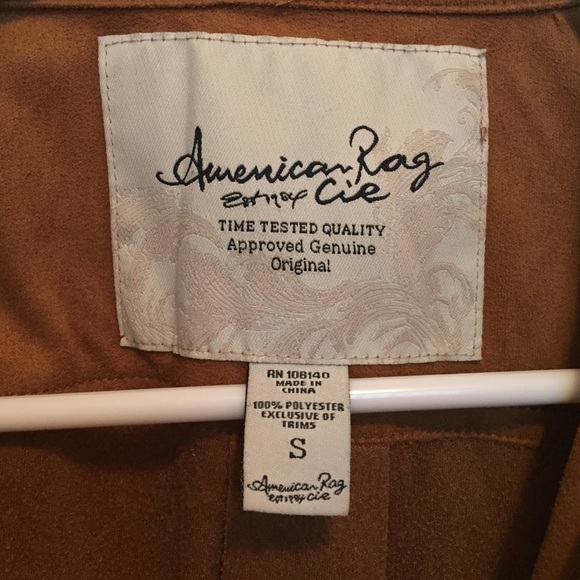 American Rag
Est 1984 Cie
TIME TESTED QUALITY
Approved Genuine
Original
RN 106140
MADE IN
CHINA
100% POLYESTER
EXCLUSIVE OF
TRIMS
S
American Rag
Est 1984 Cie